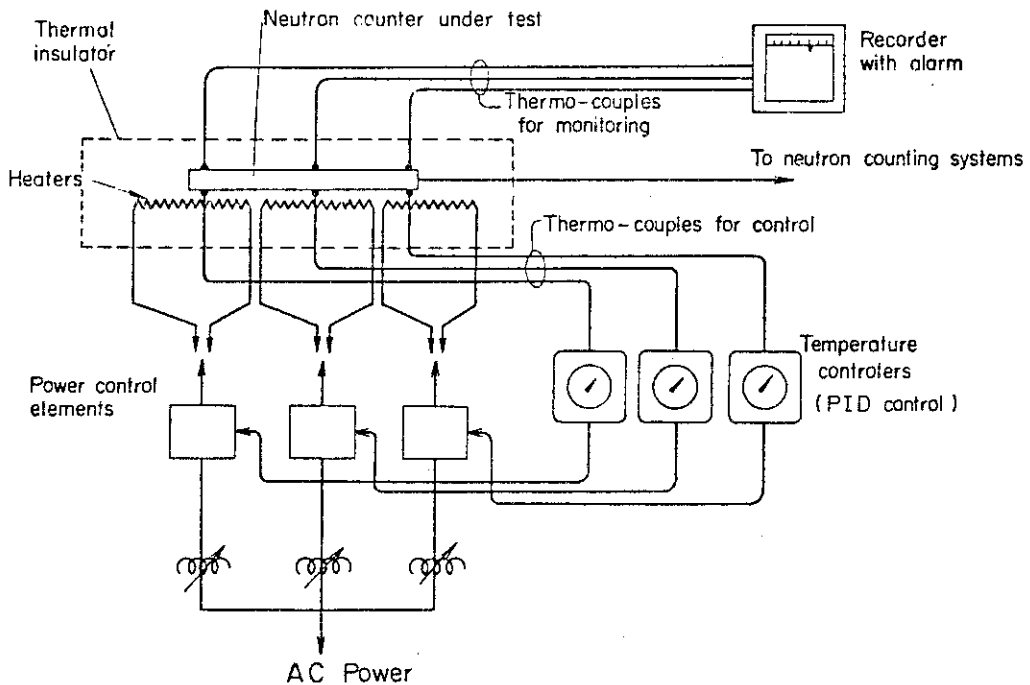 Neutron counter under test
Thermal
insulator
Recorder
with alarm
Thermo-couples
for monitoring
To neutron counting systems
Heaters
Thermo-couples for control
Temperature
controlers
(PID control)
Power control
elements
AC Power